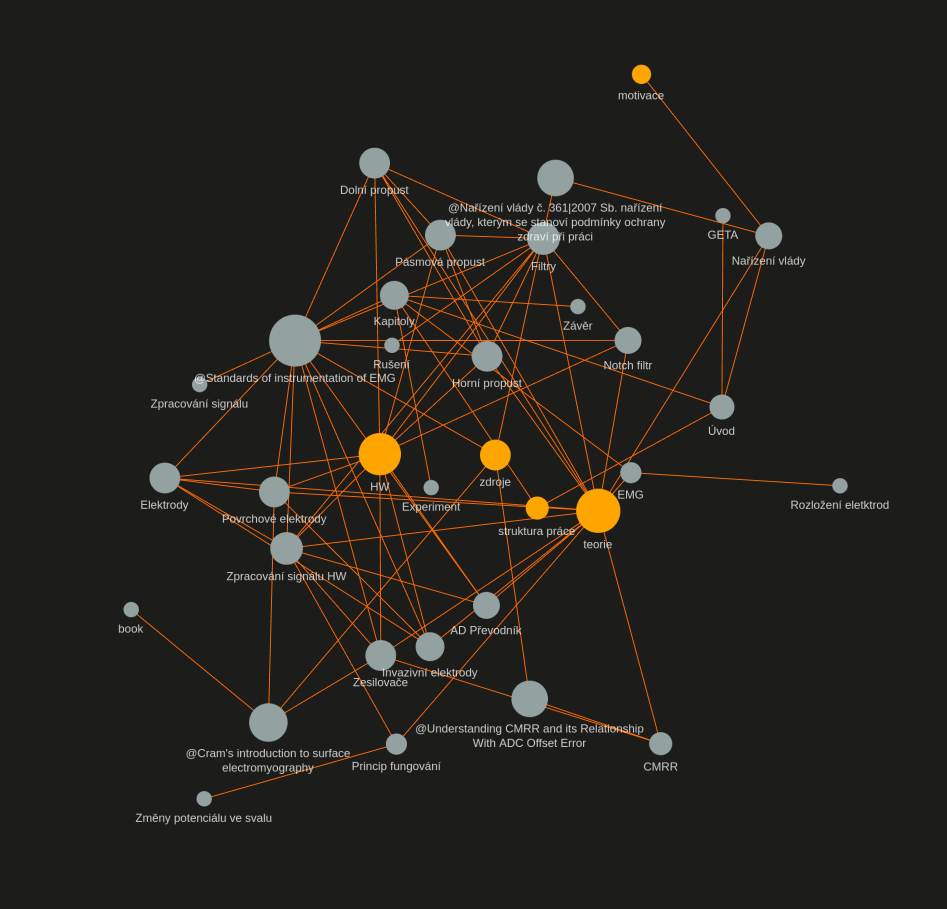 motivace
Dolní propust
@Nařízení vlády č. 361|2007 Sb. nařízení
vlády, kterým se stanoví podmínky ochrany
zdraví při práci
GETA
Nařízení vlády
Pásmová propust
Filtry
Kapitoly
Závěr
Rušení
Notch filtr
@Standards of instrumentation of EMG
Horní propust
Zpracování signálu
Úvod
HW
zdroje
EMG
Elektrody
Experiment
Rozložení eletktrod
Povrchové elektrody
struktura práce
teorie
Zpracování signálu HW
book
AD Převodník
Invazivní elektrody
Zesilovače
@Understanding CMRR and its Relationship
With ADC Offset Error
@Cram's introduction to surface
electromyography
Princip fungování
CMRR
Změny potenciálu ve svalu